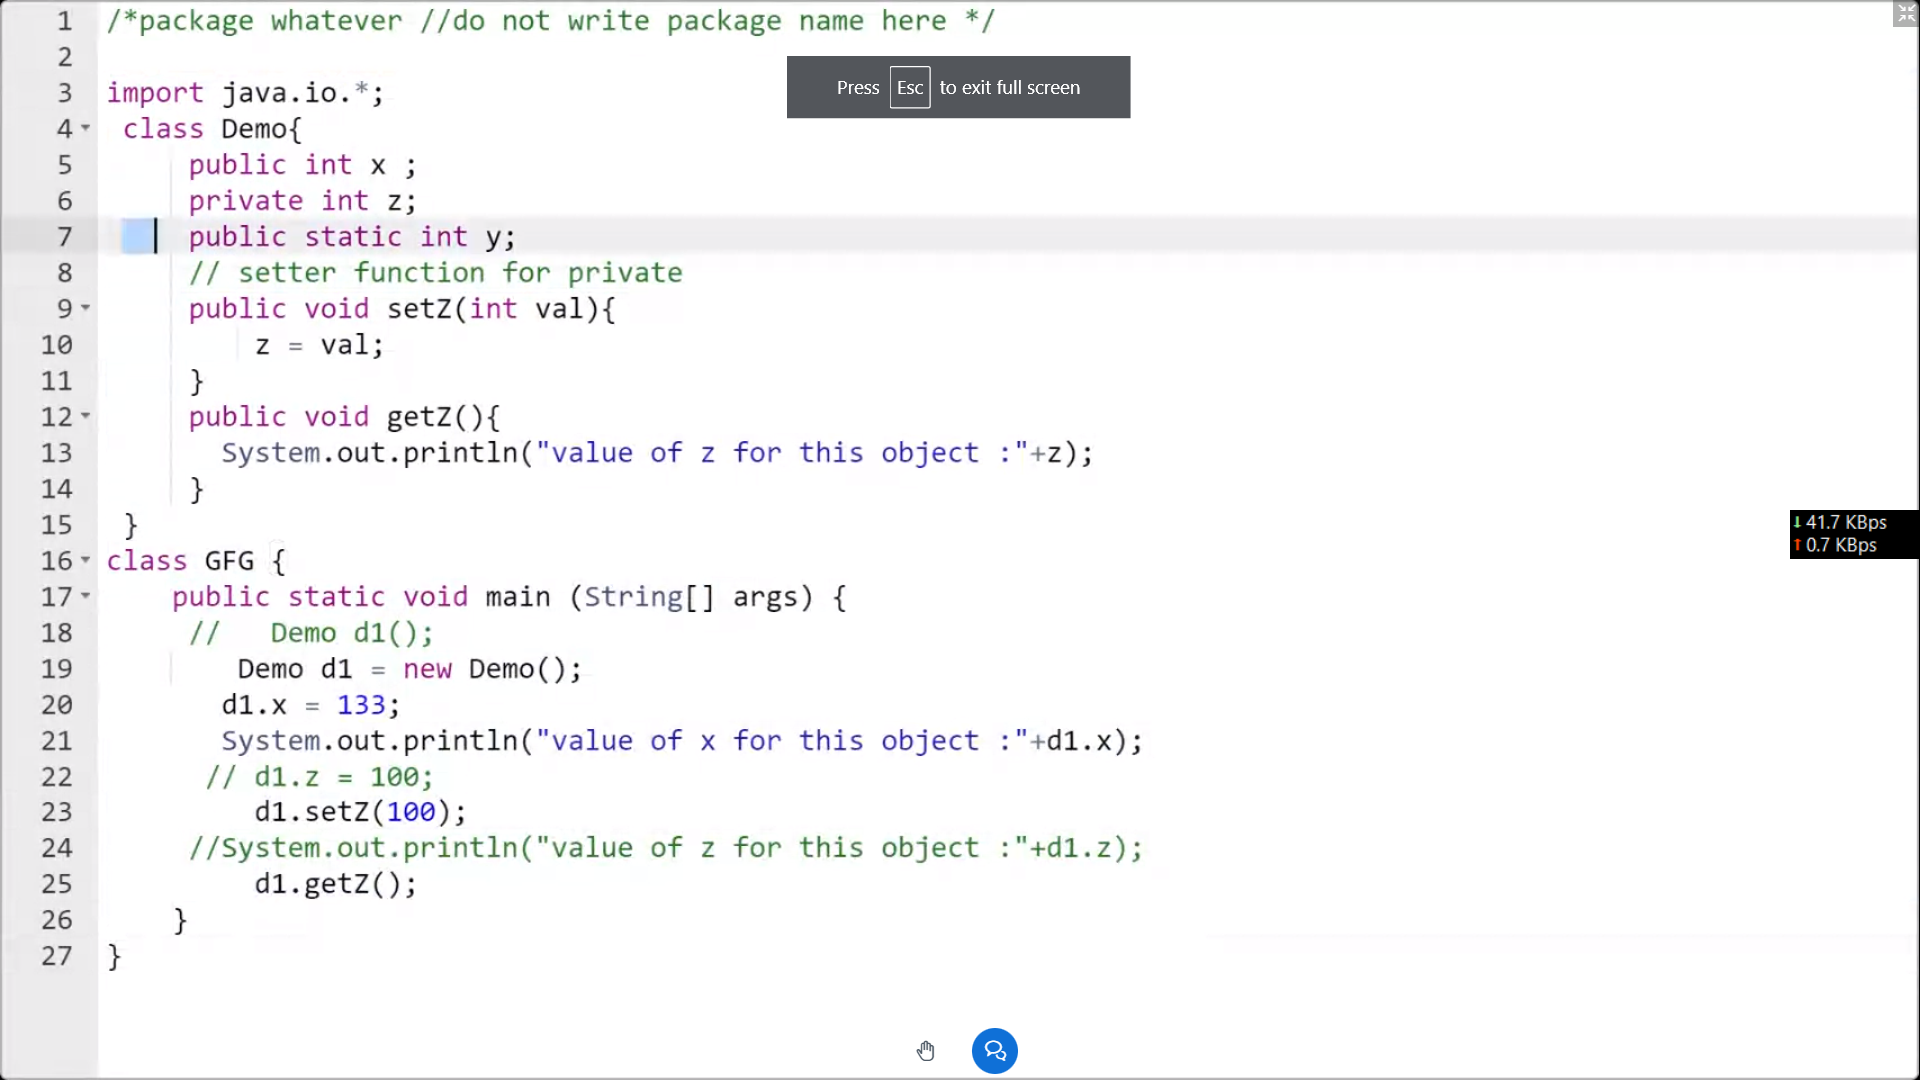 1 /*package whatever //do not write package name here */
2
3 import java.io.*;
4 class Demo{
5 public int x ;
6 private int z;
7 public static int y;
8 // setter function for private
9 public void setZ(int val){
10 z = val;
11 }
12 public void getZ(){
13 System.out.println("value of z for this object :"+z);
14 }
15 }
16 class GFG {
17 public static void main (String[] args) {
18 //   Demo d1();
19 Demo d1 = new Demo();
20 d1.x = 133;
21 System.out.println("value of x for this object :"+d1.x);
22 // d1.z = 100;
23 d1.setZ(100);
24 //System.out.println("value of z for this object :"+d1.z);
25 d1.getZ();
26 }
27 }
Press Esc to exit full screen
↓ 41.7 KBps
↑ 0.7 KBps